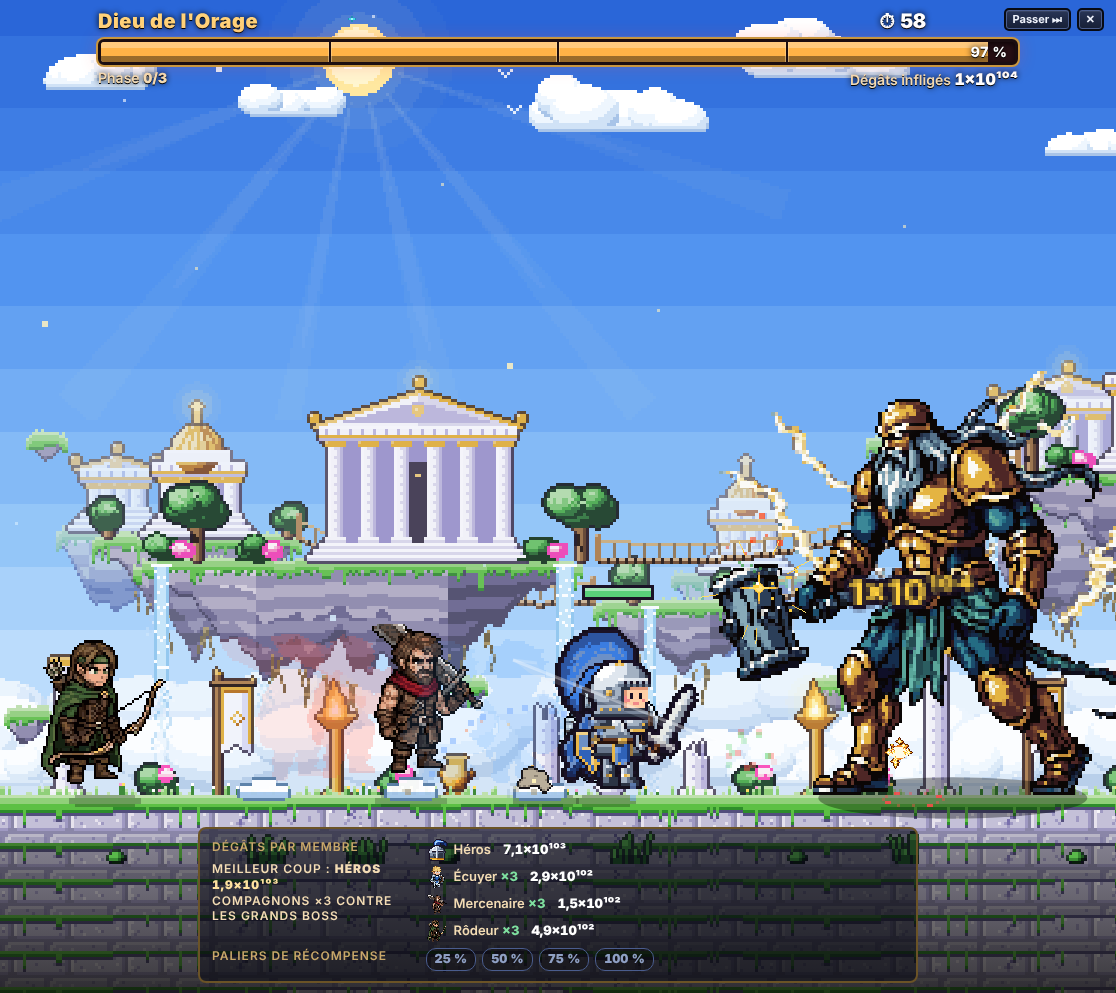 Dieu de l'Orage
⏱ 58
Passer ⏭
✕
97 %
Phase 0/3
Dégâts infligés 1×10¹⁰⁴
1×10¹⁰³
DÉGÂTS PAR MEMBRE
MEILLEUR COUP : HÉROS
1,9×10¹⁰³
COMPAGNONS ×3 CONTRE
LES GRANDS BOSS
Héros 7,1×10¹⁰³
Écuyer ×3 2,9×10¹⁰²
Mercenaire ×3 1,5×10¹⁰²
Rôdeur ×3 4,9×10¹⁰²
PALIERS DE RÉCOMPENSE
25 %
50 %
75 %
100 %